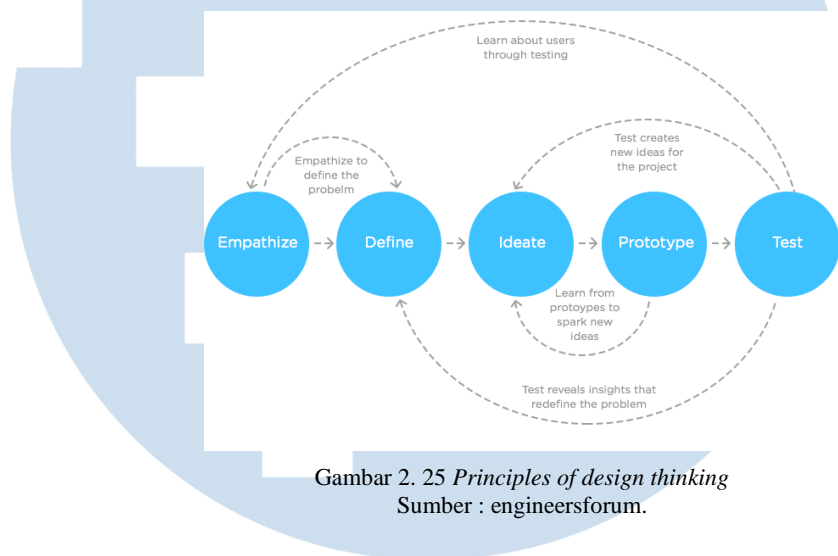 Learn about users
through testing
Test creates
new ideas for
the project
Empathize to
define the
probelm
Empathize
Define
Ideate
Prototype
Test
Learn from
protoypes to
spark new
ideas
Test reveals insights that
redefine the problem
Gambar 2. 25 Principles of design thinking
Sumber : engineersforum.